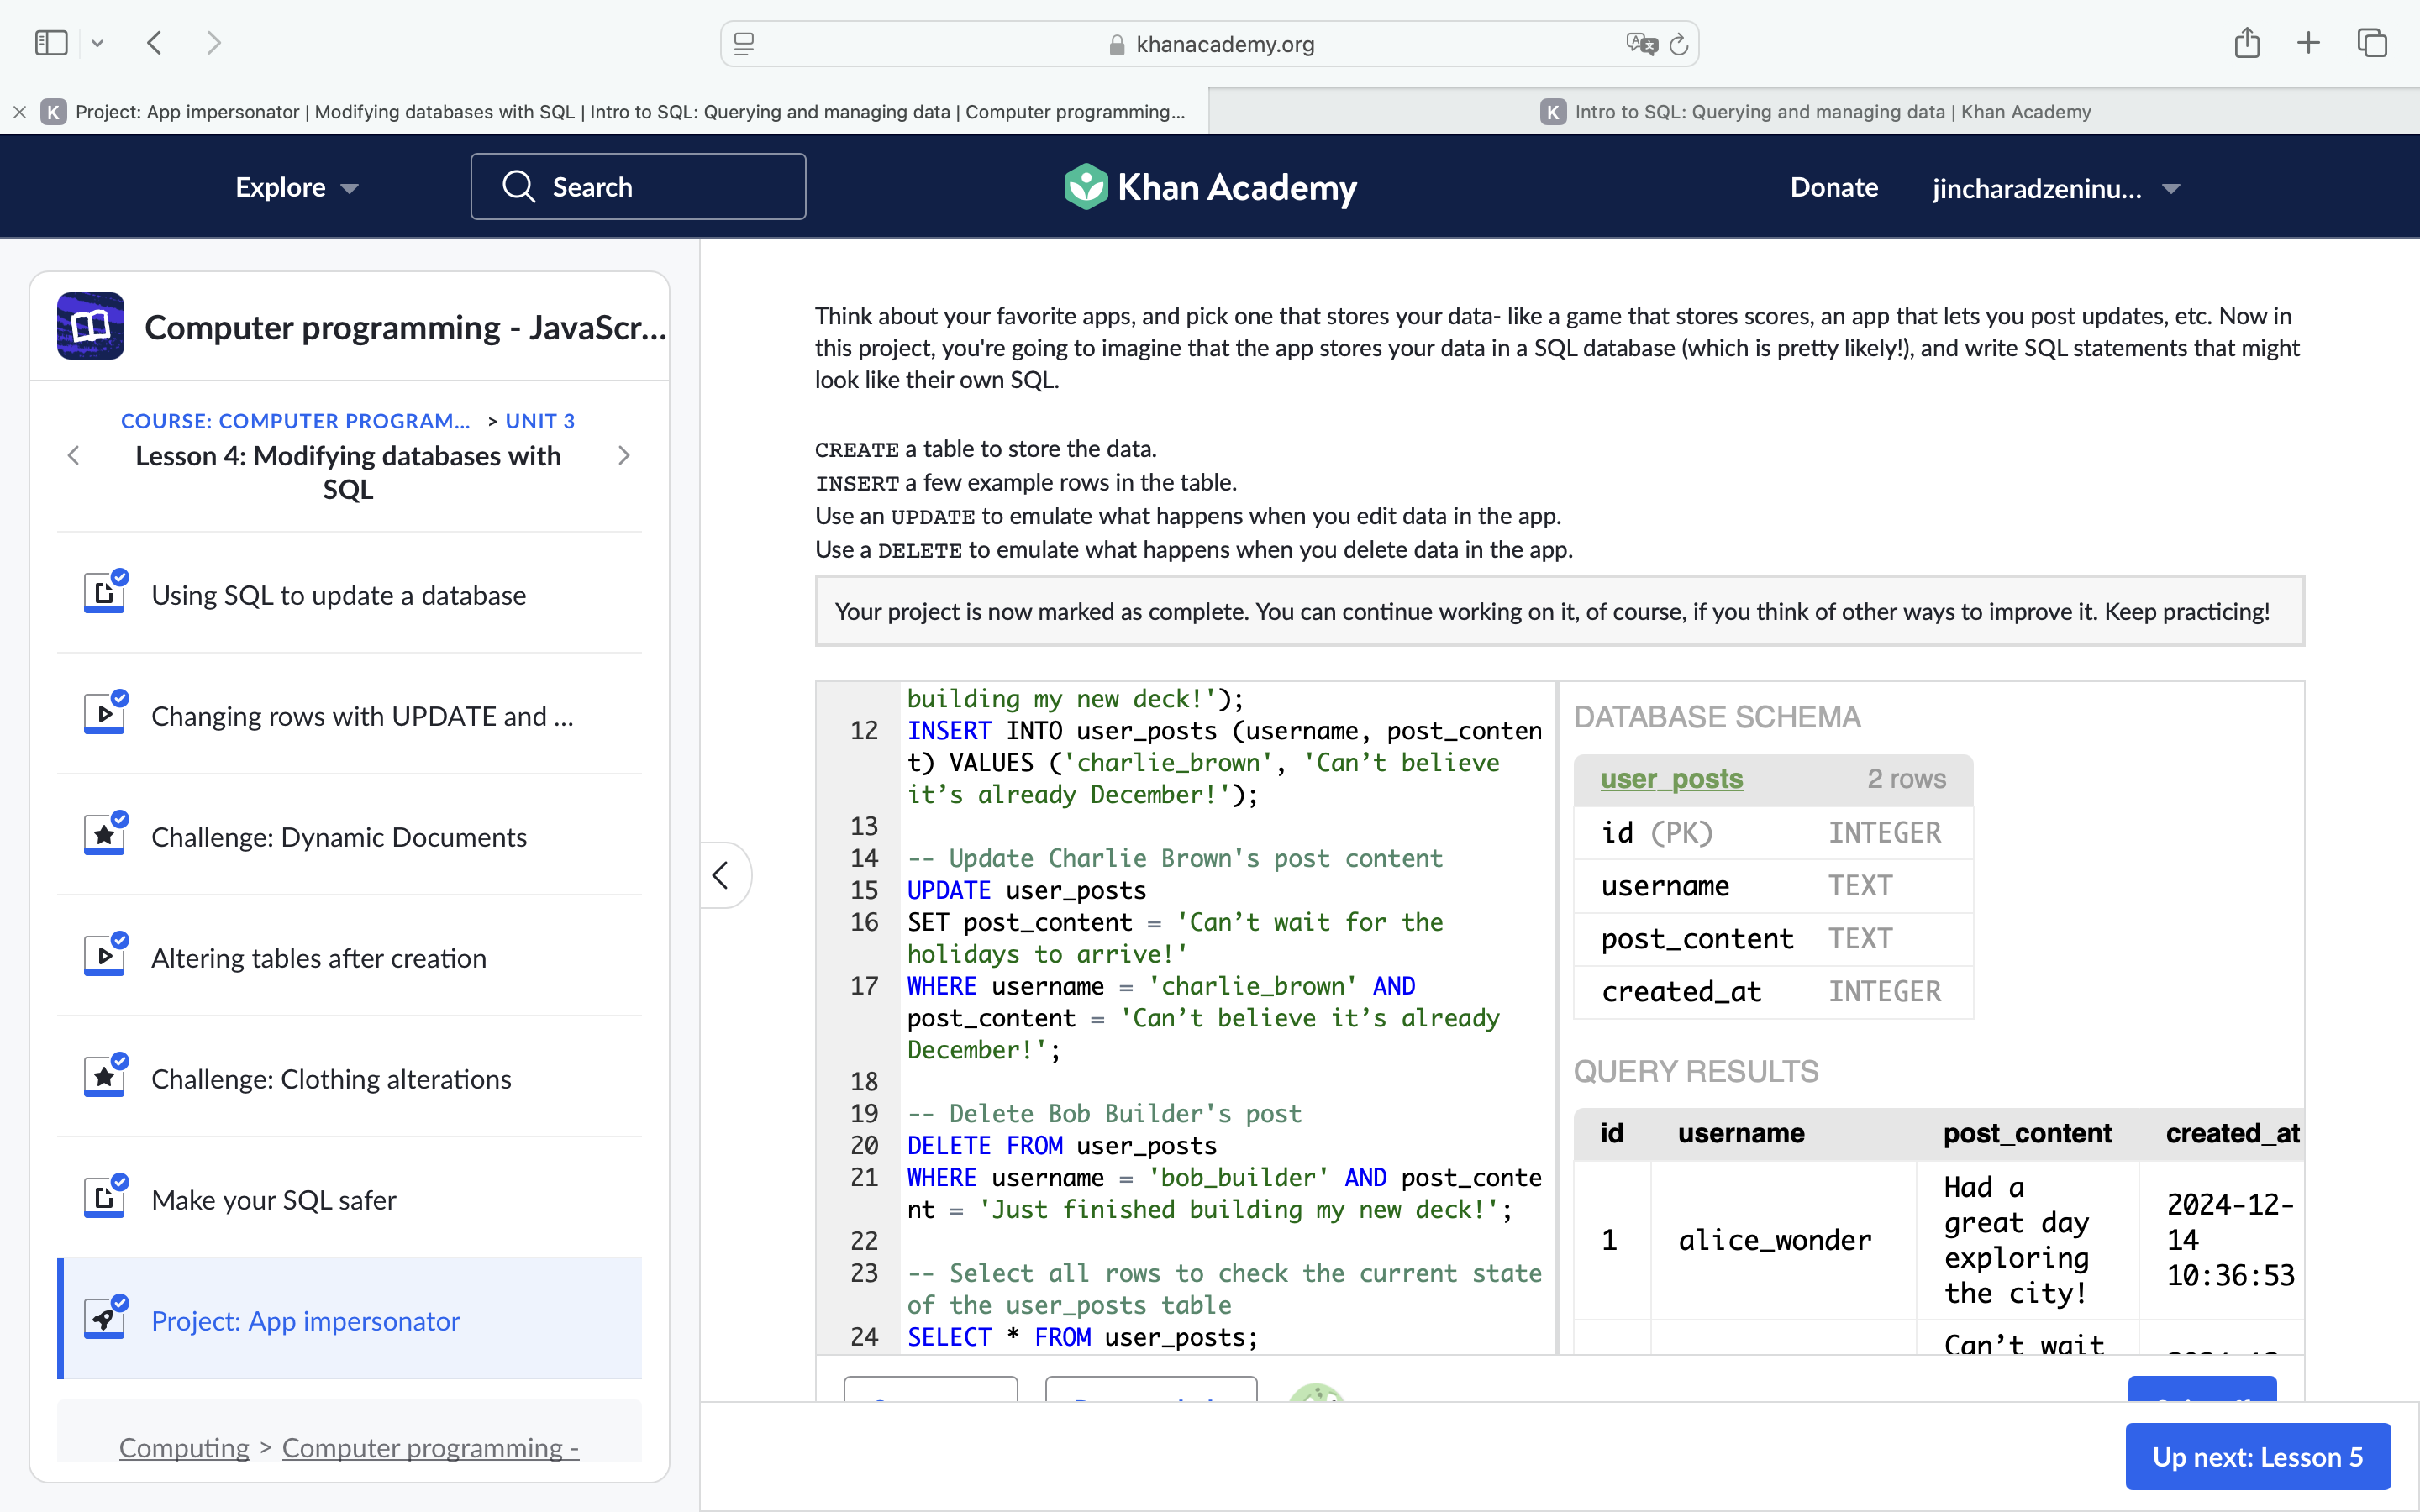 khanacademy.org
K Project: App impersonator | Modifying databases with SQL | Intro to SQL: Querying and managing data | Computer programming...
K Intro to SQL: Querying and managing data | Khan Academy
Explore
Search
Khan Academy
Donate
jincharadzeninu...
Computer programming - JavaScr...
COURSE: COMPUTER PROGRAM... > UNIT 3
Lesson 4: Modifying databases with
SQL
Using SQL to update a database
Changing rows with UPDATE and ...
Challenge: Dynamic Documents
Altering tables after creation
Challenge: Clothing alterations
Make your SQL safer
Project: App impersonator
Computing > Computer programming -
Think about your favorite apps, and pick one that stores your data- like a game that stores scores, an app that lets you post updates, etc. Now in
this project, you're going to imagine that the app stores your data in a SQL database (which is pretty likely!), and write SQL statements that might
look like their own SQL.
CREATE a table to store the data.
INSERT a few example rows in the table.
Use an UPDATE to emulate what happens when you edit data in the app.
Use a DELETE to emulate what happens when you delete data in the app.
Your project is now marked as complete. You can continue working on it, of course, if you think of other ways to improve it. Keep practicing!
building my new deck!');
12 INSERT INTO user_posts (username, post_conten
t) VALUES ('charlie_brown', 'Can’t believe
it’s already December!');
13
14 -- Update Charlie Brown's post content
15 UPDATE user_posts
16 SET post_content = 'Can’t wait for the
holidays to arrive!'
17 WHERE username = 'charlie_brown' AND
post_content = 'Can’t believe it’s already
December!';
18
19 -- Delete Bob Builder's post
20 DELETE FROM user_posts
21 WHERE username = 'bob_builder' AND post_conte
nt = 'Just finished building my new deck!';
22
23 -- Select all rows to check the current state
of the user_posts table
24 SELECT * FROM user_posts;
DATABASE SCHEMA
user_posts 2 rows
id (PK) INTEGER
username TEXT
post_content TEXT
created_at INTEGER
QUERY RESULTS
id username post_content created_at
1 alice_wonder
Had a
great day
exploring
the city!
2024-12-
14
10:36:53
Can’t wait
Up next: Lesson 5